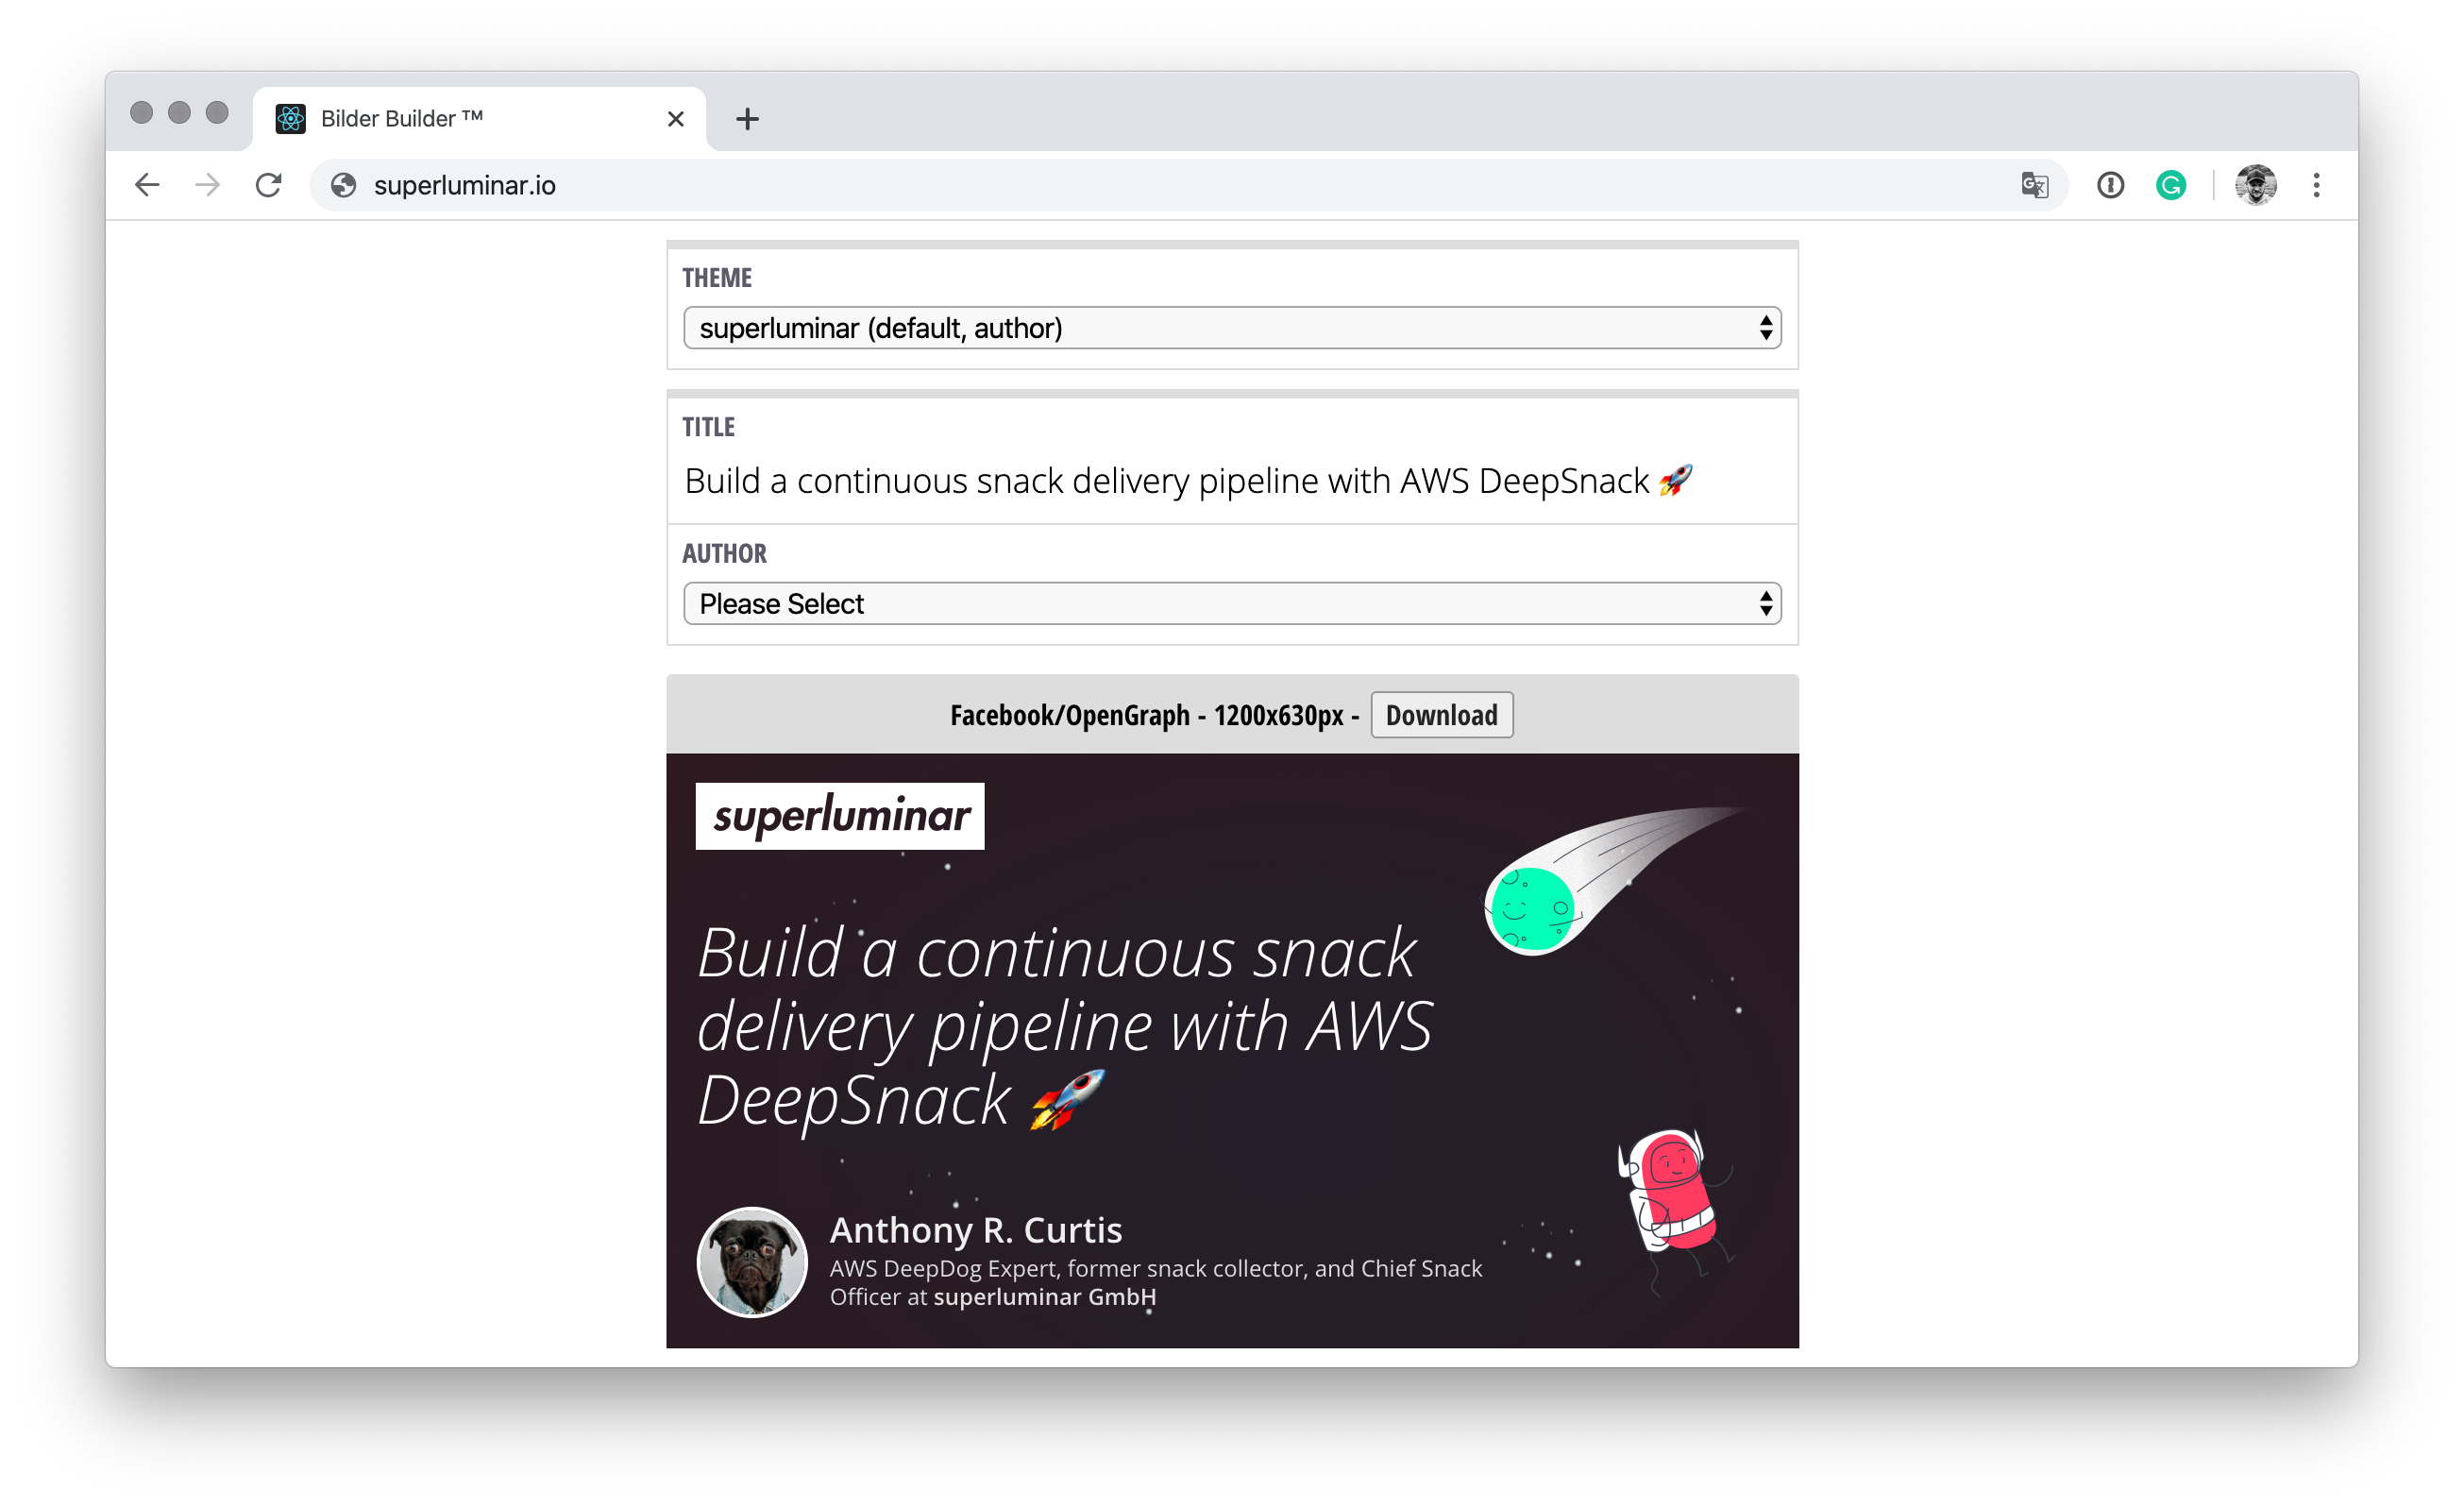 Bilder Builder ™
superluminar.io
THEME
superluminar (default, author)
TITLE
Build a continuous snack delivery pipeline with AWS DeepSnack 🚀
AUTHOR
Please Select
Facebook/OpenGraph - 1200x630px - Download
superluminar
Build a continuous snack
delivery pipeline with AWS
DeepSnack 🚀
Anthony R. Curtis
AWS DeepDog Expert, former snack collector, and Chief Snack
Officer at superluminar GmbH